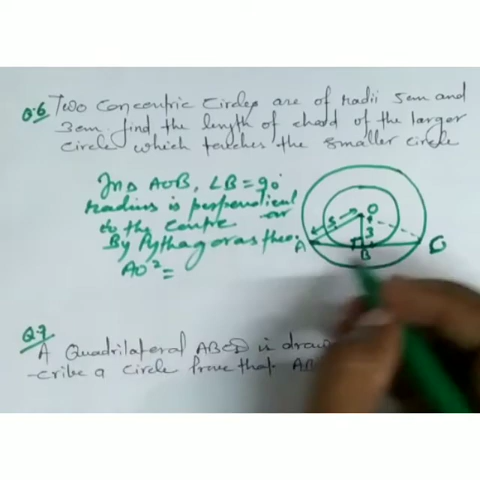 Q.6 Two Concentric Circles are of radii 5cm and
3cm find the length of chord of the larger
circle which touches the smaller circle
In Δ AOB, ∠B = 90°
radius is perpendicular
to the centre
By Pythagoras theo.
AO² =
O
5
3
A
B
Q.7
A Quadrilateral ABCD is
-cribe a circle prove that AB